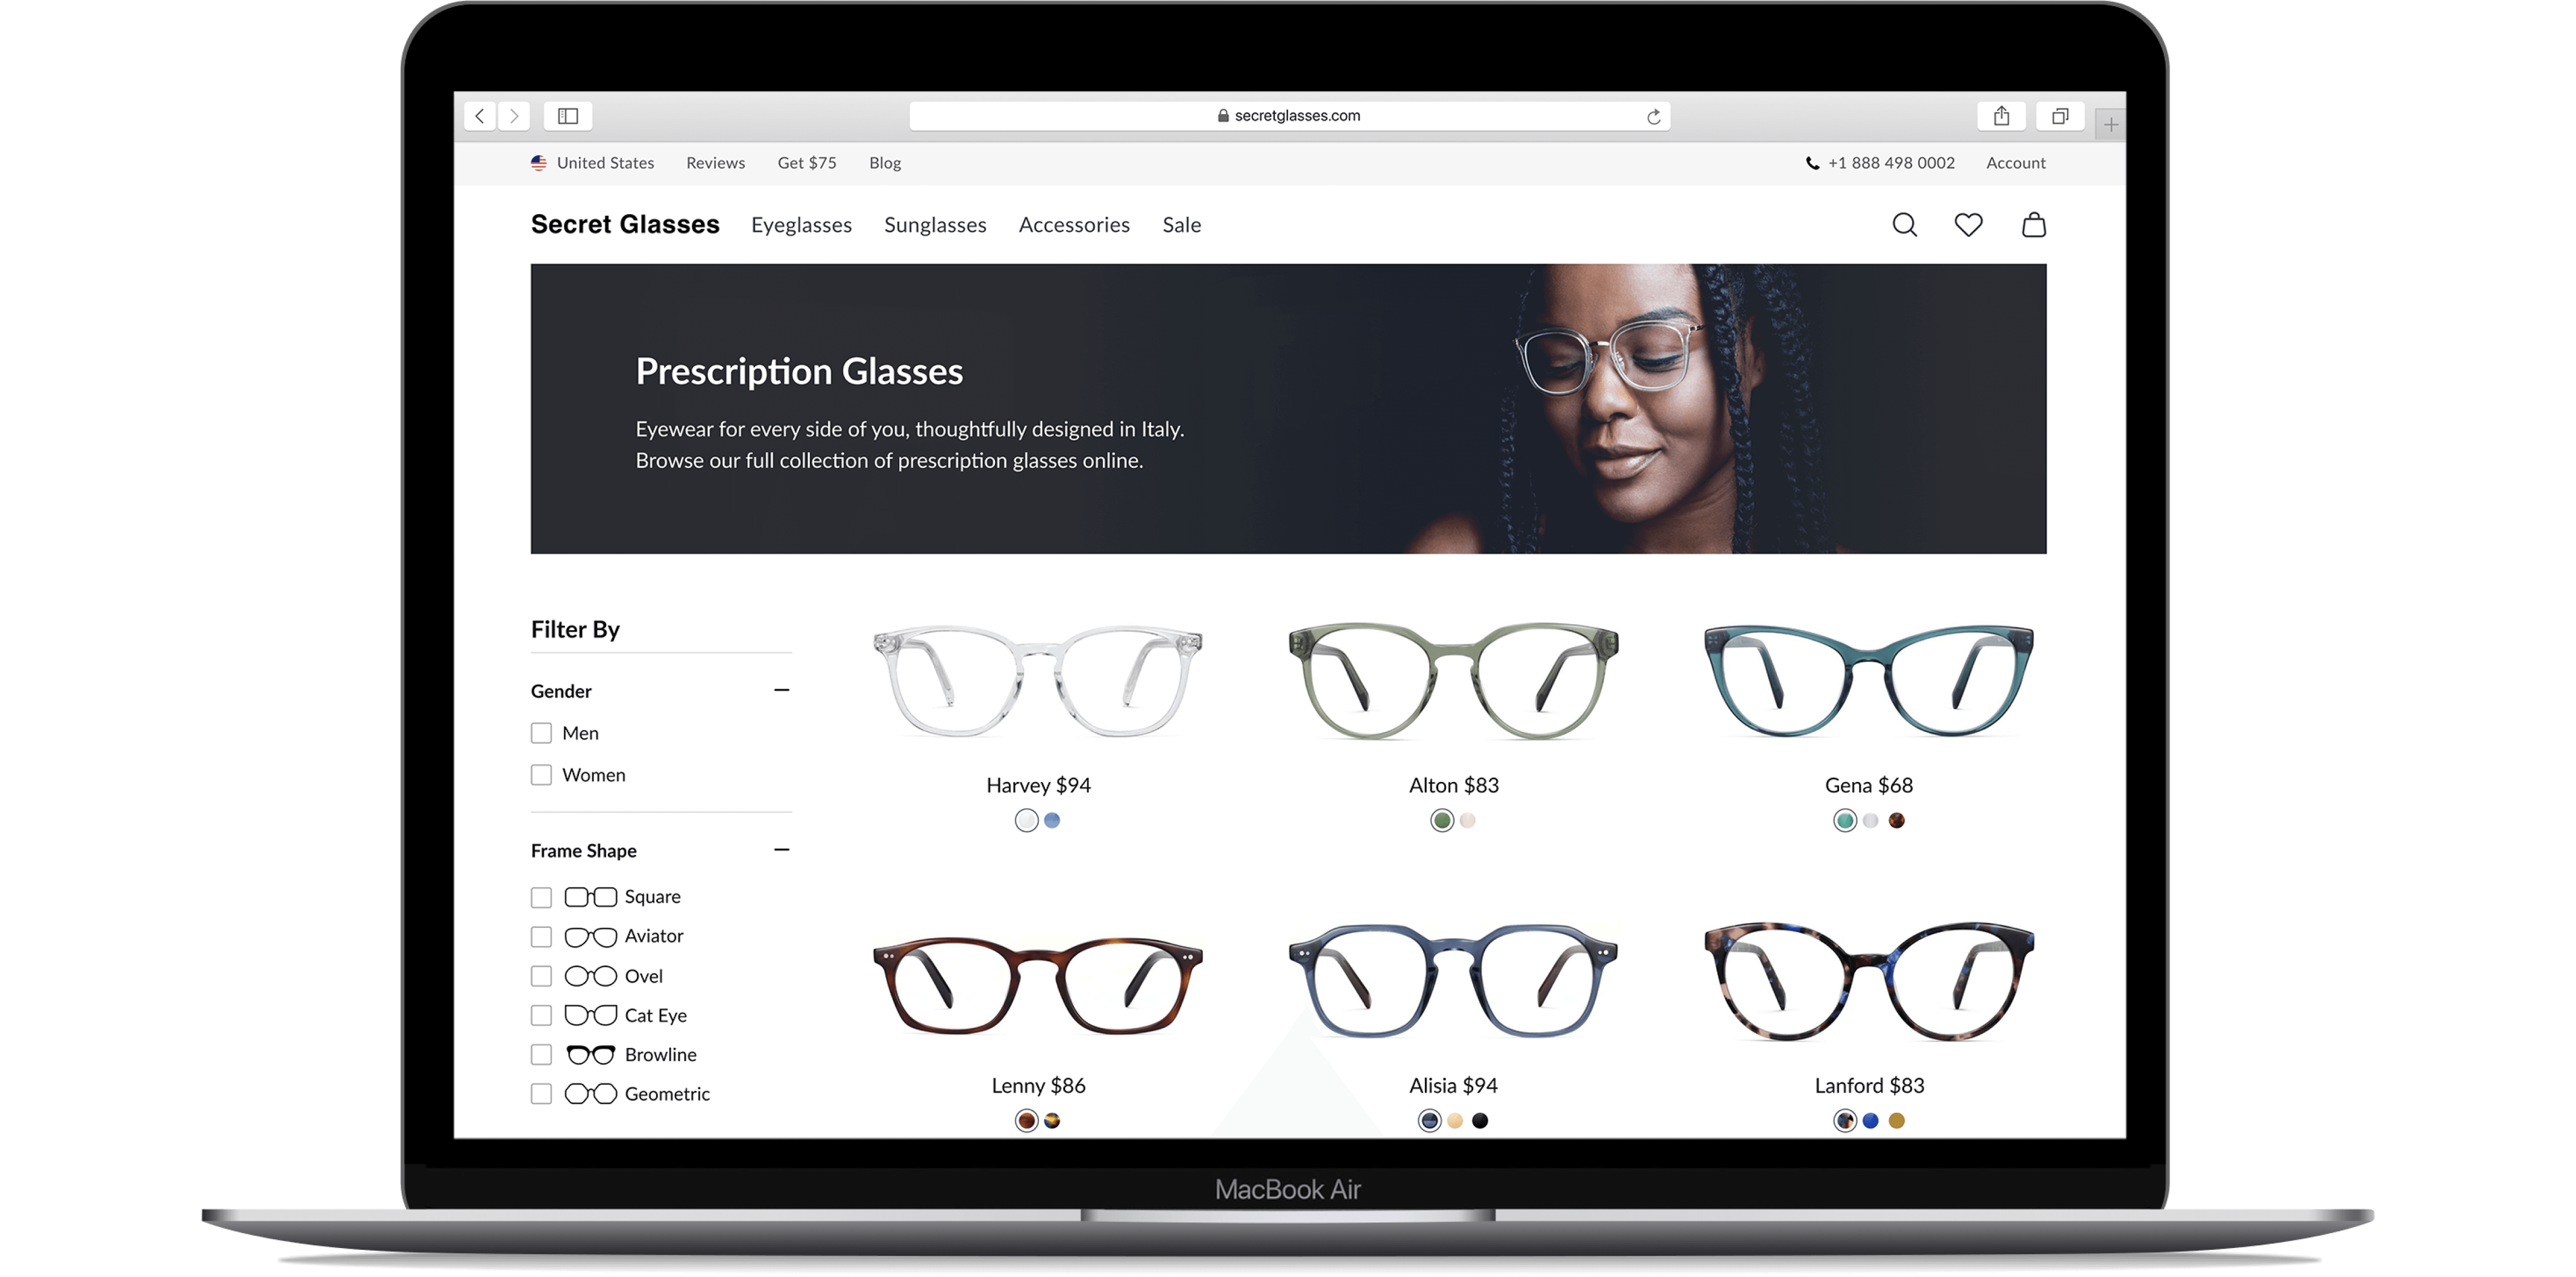 secretglasses.com
United States Reviews Get $75 Blog +1 888 498 0002 Account
Secret Glasses Eyeglasses Sunglasses Accessories Sale
Prescription Glasses
Eyewear for every side of you, thoughtfully designed in Italy.
Browse our full collection of prescription glasses online.
Filter By
Gender
Men
Women
Frame Shape
Square
Aviator
Ovel
Cat Eye
Browline
Geometric
Harvey $94
Alton $83
Gena $68
Lenny $86
Alisia $94
Lanford $83
MacBook Air